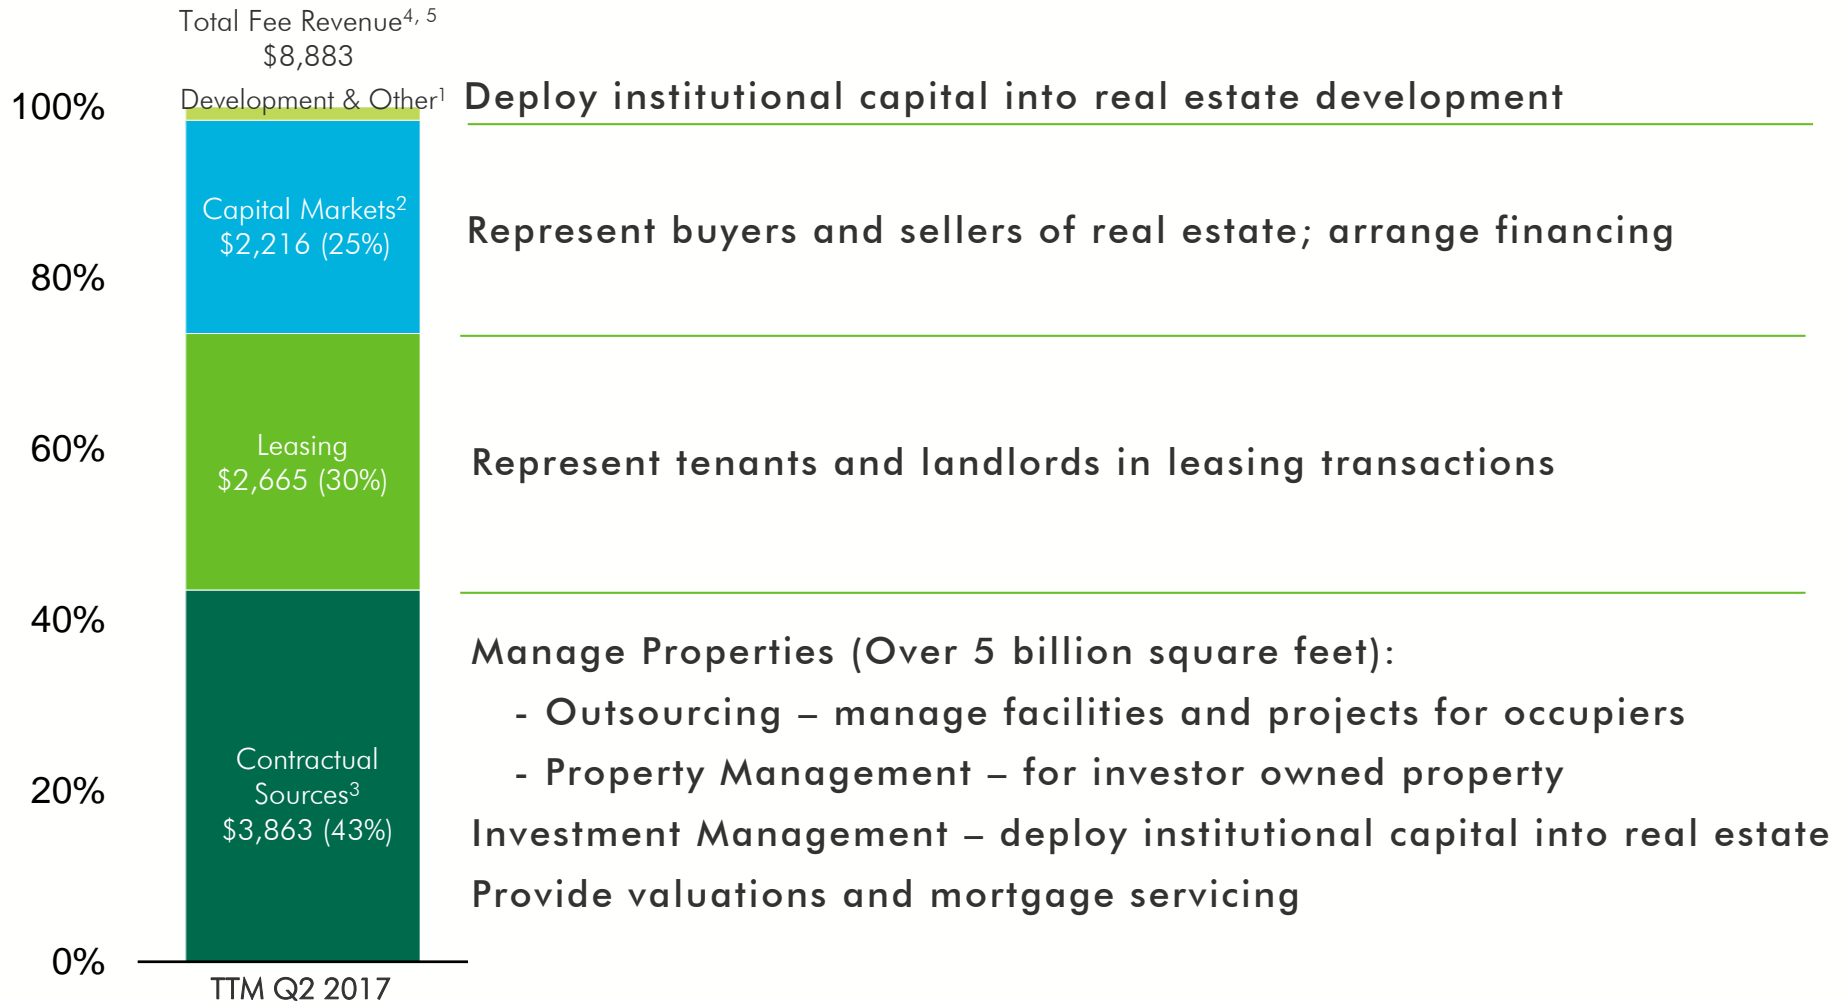 Total Fee Revenue4, 5
$8,883
Development & Other1
Deploy institutional capital into real estate development
100%
Capital Markets2
$2,216 (25%)
Represent buyers and sellers of real estate; arrange financing
80%
Leasing
$2,665 (30%)
Represent tenants and landlords in leasing transactions
60%
40%
Manage Properties (Over 5 billion square feet):
- Outsourcing – manage facilities and projects for occupiers
- Property Management – for investor owned property
Investment Management – deploy institutional capital into real estate
Provide valuations and mortgage servicing
Contractual
Sources3
$3,863 (43%)
20%
0%
TTM Q2 2017